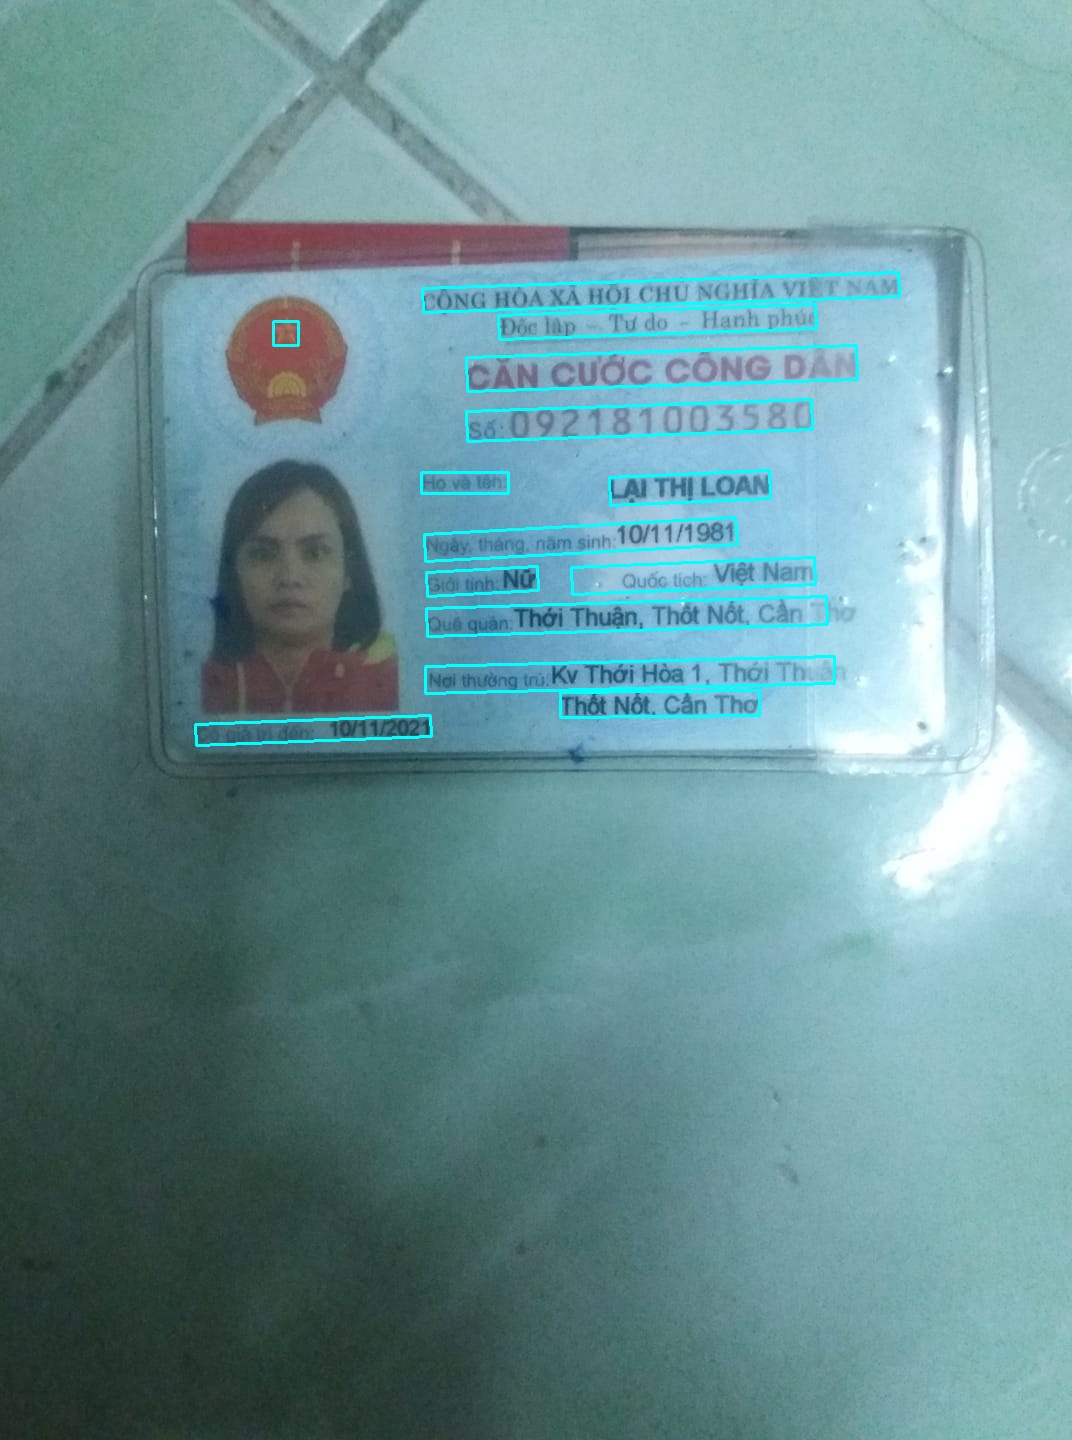 CỘNG HÒA XÃ HỘI CHỦ NGHĨA VIỆT NAM
Độc lập - Tự do - Hạnh phúc
CĂN CƯỚC CÔNG DÂN
Số: 092181003580
Họ và tên: LẠI THỊ LOAN
Ngày, tháng, năm sinh: 10/11/1981
Giới tính: Nữ Quốc tịch: Việt Nam
Quê quán: Thới Thuận, Thốt Nốt, Cần Thơ
Nơi thường trú: Kv Thới Hòa 1, Thới Thuận
Thốt Nốt, Cần Thơ
Có giá trị đến: 10/11/2021